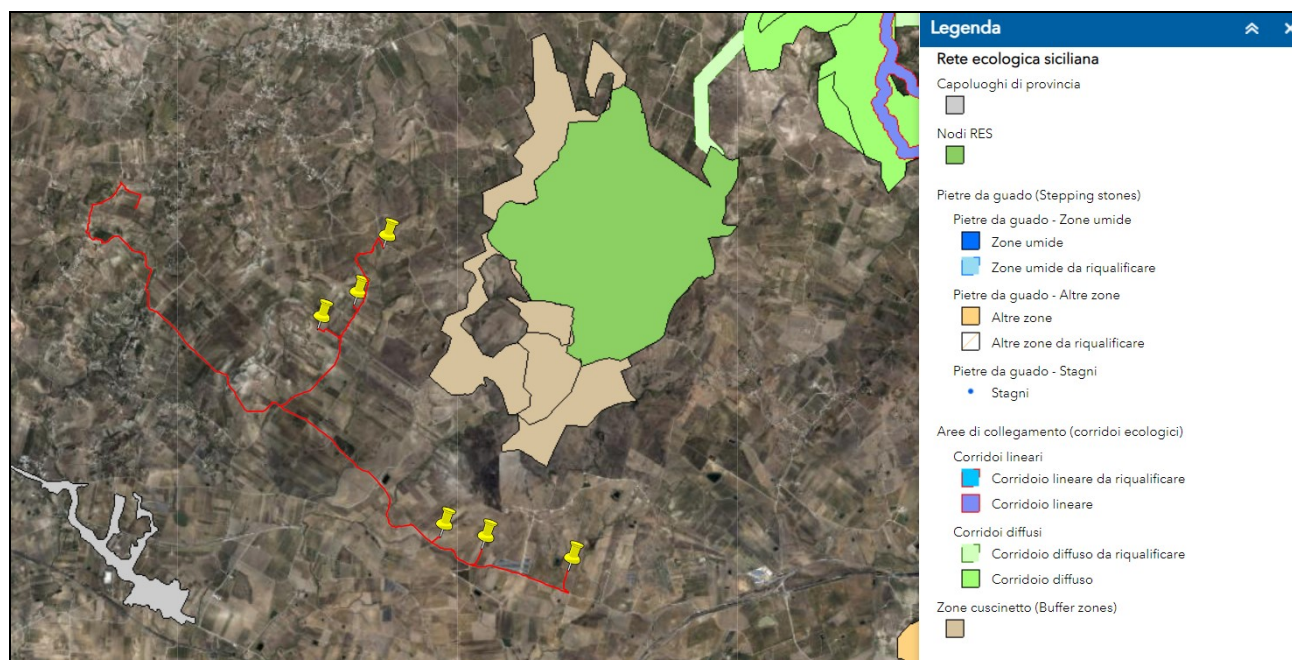 Legenda
Rete ecologica siciliana
Capoluoghi di provincia
Nodi RES
Pietre da guado (Stepping stones)
Pietre da guado - Zone umide
Zone umide
Zone umide da riqualificare
Pietre da guado - Altre zone
Altre zone
Altre zone da riqualificare
Pietre da guado - Stagni
Stagni
Aree di collegamento (corridoi ecologici)
Corridoi lineari
Corridoio lineare da riqualificare
Corridoio lineare
Corridoi diffusi
Corridoio diffuso da riqualificare
Corridoio diffuso
Zone cuscinetto (Buffer zones)